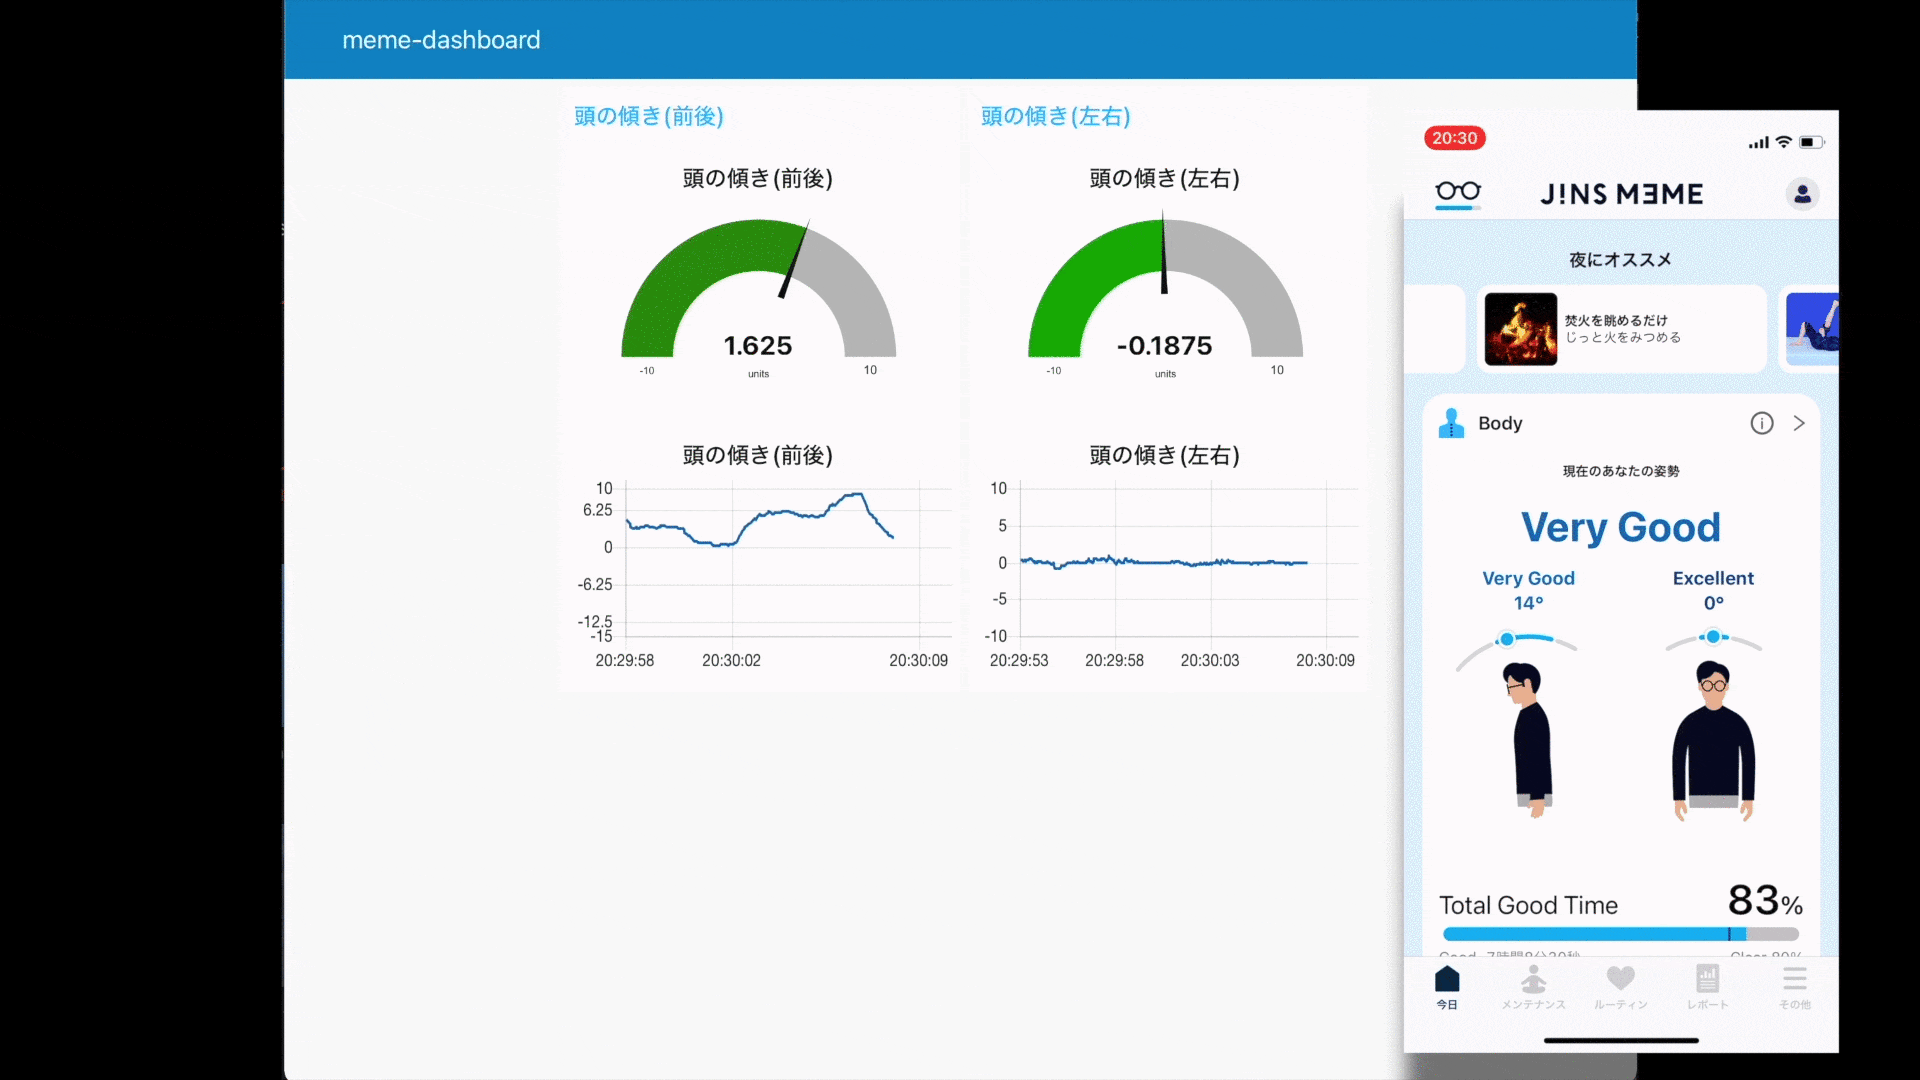 meme-dashboard
頭の傾き(前後)
頭の傾き(前後)
1.625
-10
units
10
頭の傾き(前後)
10
6.25
0
-6.25
-12.5
-15
20:29:58
20:30:02
20:30:09
頭の傾き(左右)
頭の傾き(左右)
-0.1875
-10
units
10
頭の傾き(左右)
10
5
0
-5
-10
20:29:53
20:29:58
20:30:03
20:30:09
20:30
J!NS MEME
夜にオススメ
焚火を眺めるだけ
じっと火をみつめる
Body
現在のあなたの姿勢
Very Good
Very Good
14°
Excellent
0°
Total Good Time
83%
今日
メンテナンス
ルーティン
レポート
その他